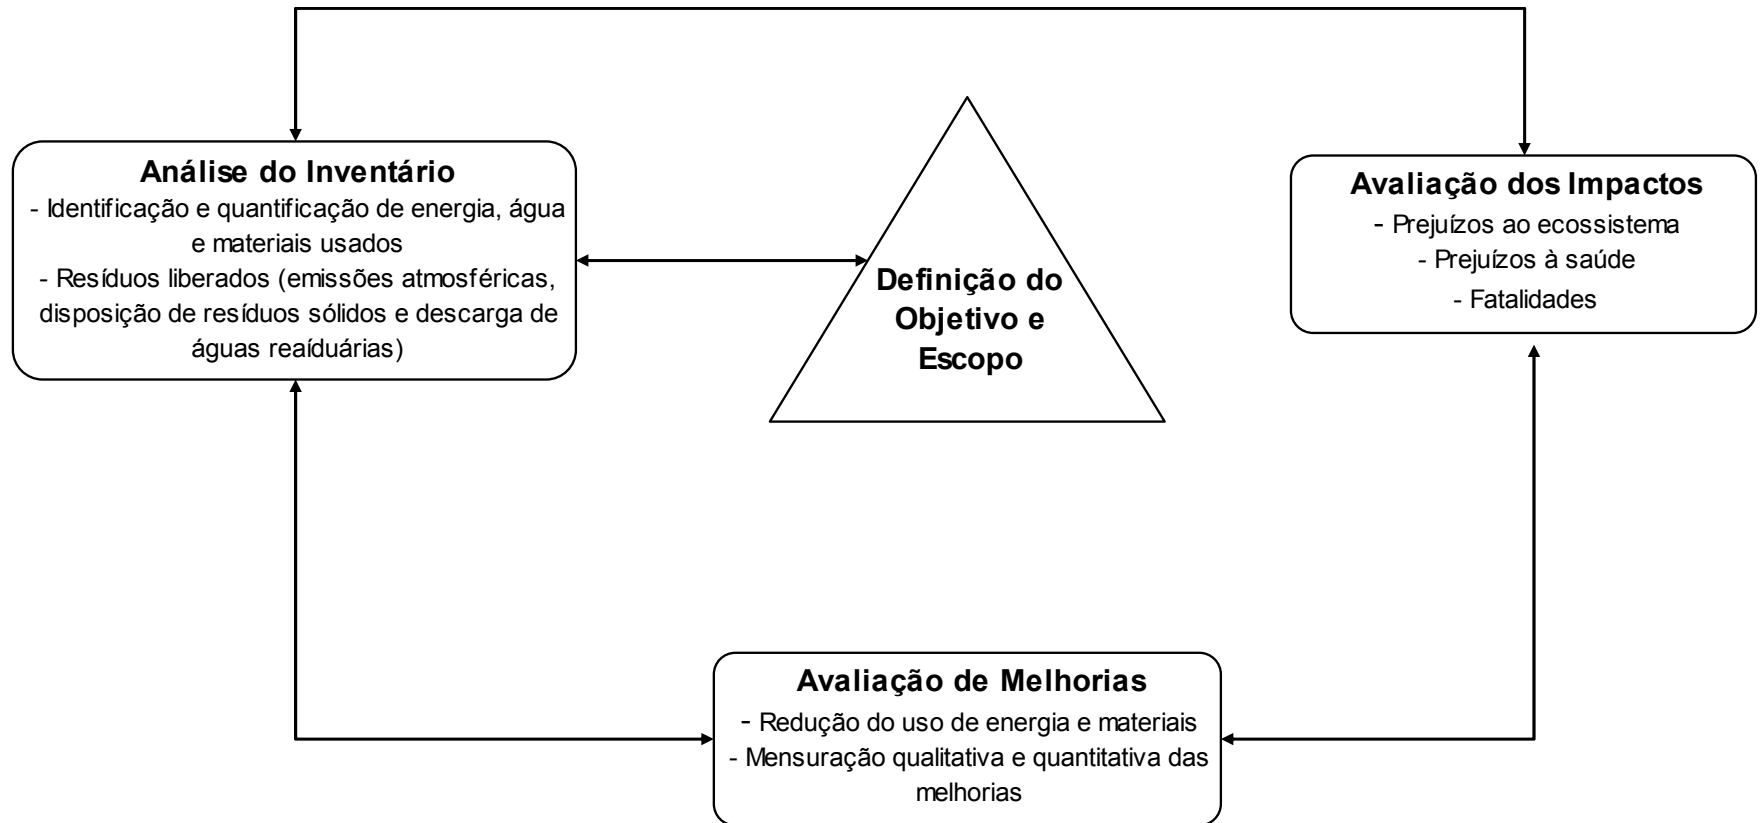 Análise do Inventário
- Identificação e quantificação de energia, água
e materiais usados
- Resíduos liberados (emissões atmosféricas,
disposição de resíduos sólidos e descarga de
águas reaíduárias)
Definição do
Objetivo e
Escopo
Avaliação dos Impactos
- Prejuízos ao ecossistema
- Prejuízos à saúde
- Fatalidades
Avaliação de Melhorias
- Redução do uso de energia e materiais
- Mensuração qualitativa e quantitativa das
melhorias